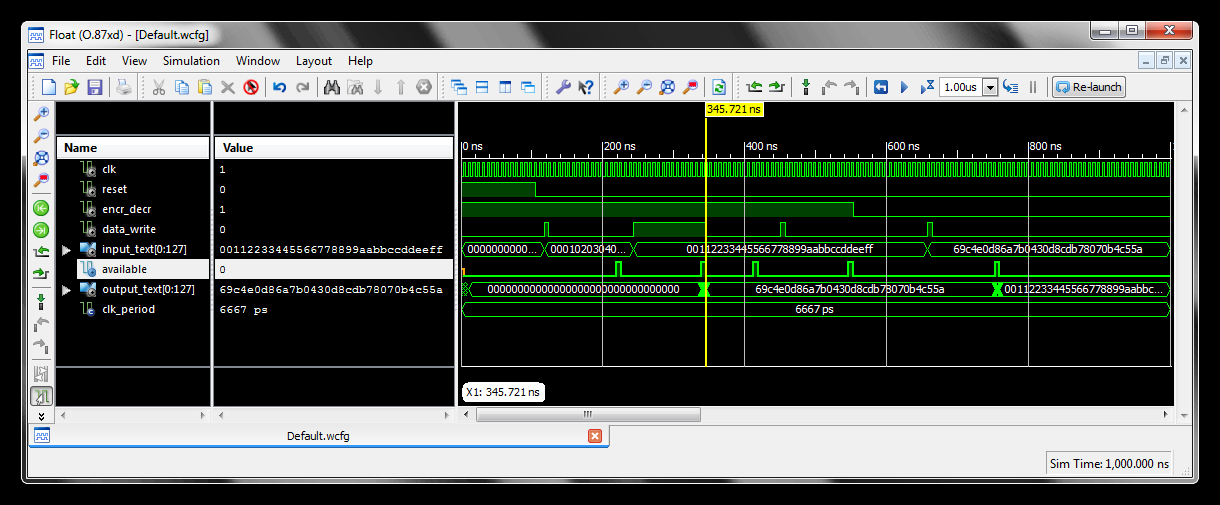 Float (O.87xd) - [Default.wcfg]
File Edit View Simulation Window Layout Help
1.00us Re-launch
345.721 ns
Name Value
0 ns 200 ns 400 ns 600 ns 800 ns
clk 1
reset 0
encr_decr 1
data_write 0
input_text[0:127] 00112233445566778899aabbccddeeff 0000000000... 00010203040... 00112233445566778899aabbccddeeff 69c4e0d86a7b0430d8cdb78070b4c55a
available 0
output_text[0:127] 69c4e0d86a7b0430d8cdb78070b4c55a 00000000000000000000000000000000 69c4e0d86a7b0430d8cdb78070b4c55a 00112233445566778899aabbc...
clk_period 6667 ps 6667 ps
X1: 345.721 ns
Default.wcfg
Sim Time: 1,000.000 ns